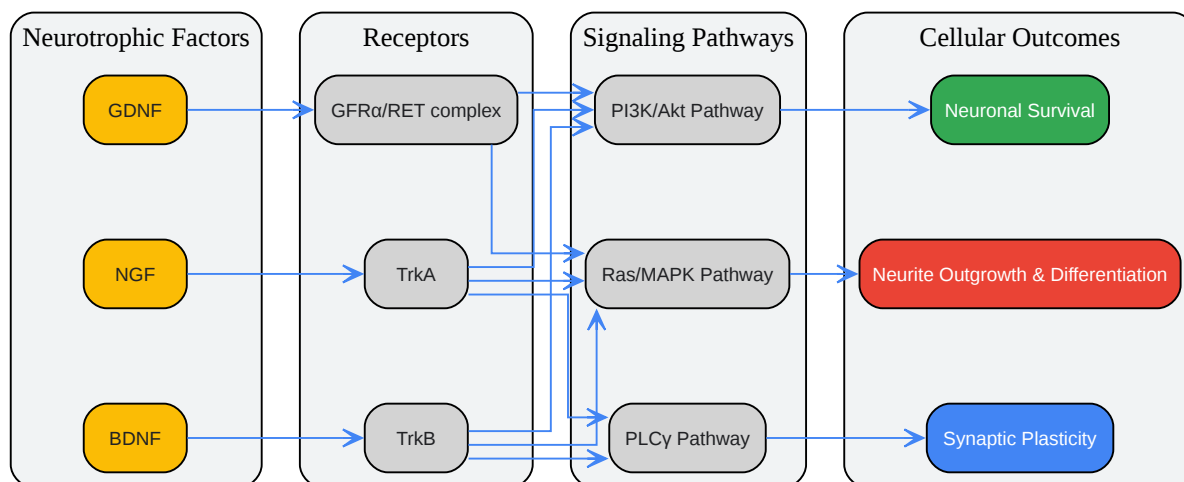 Neurotrophic Factors
Receptors
Signaling Pathways
Cellular Outcomes
GDNF
GFRα/RET complex
PI3K/Akt Pathway
Neuronal Survival
NGF
TrkA
Ras/MAPK Pathway
Neurite Outgrowth & Differentiation
BDNF
TrkB
PLCγ Pathway
Synaptic Plasticity